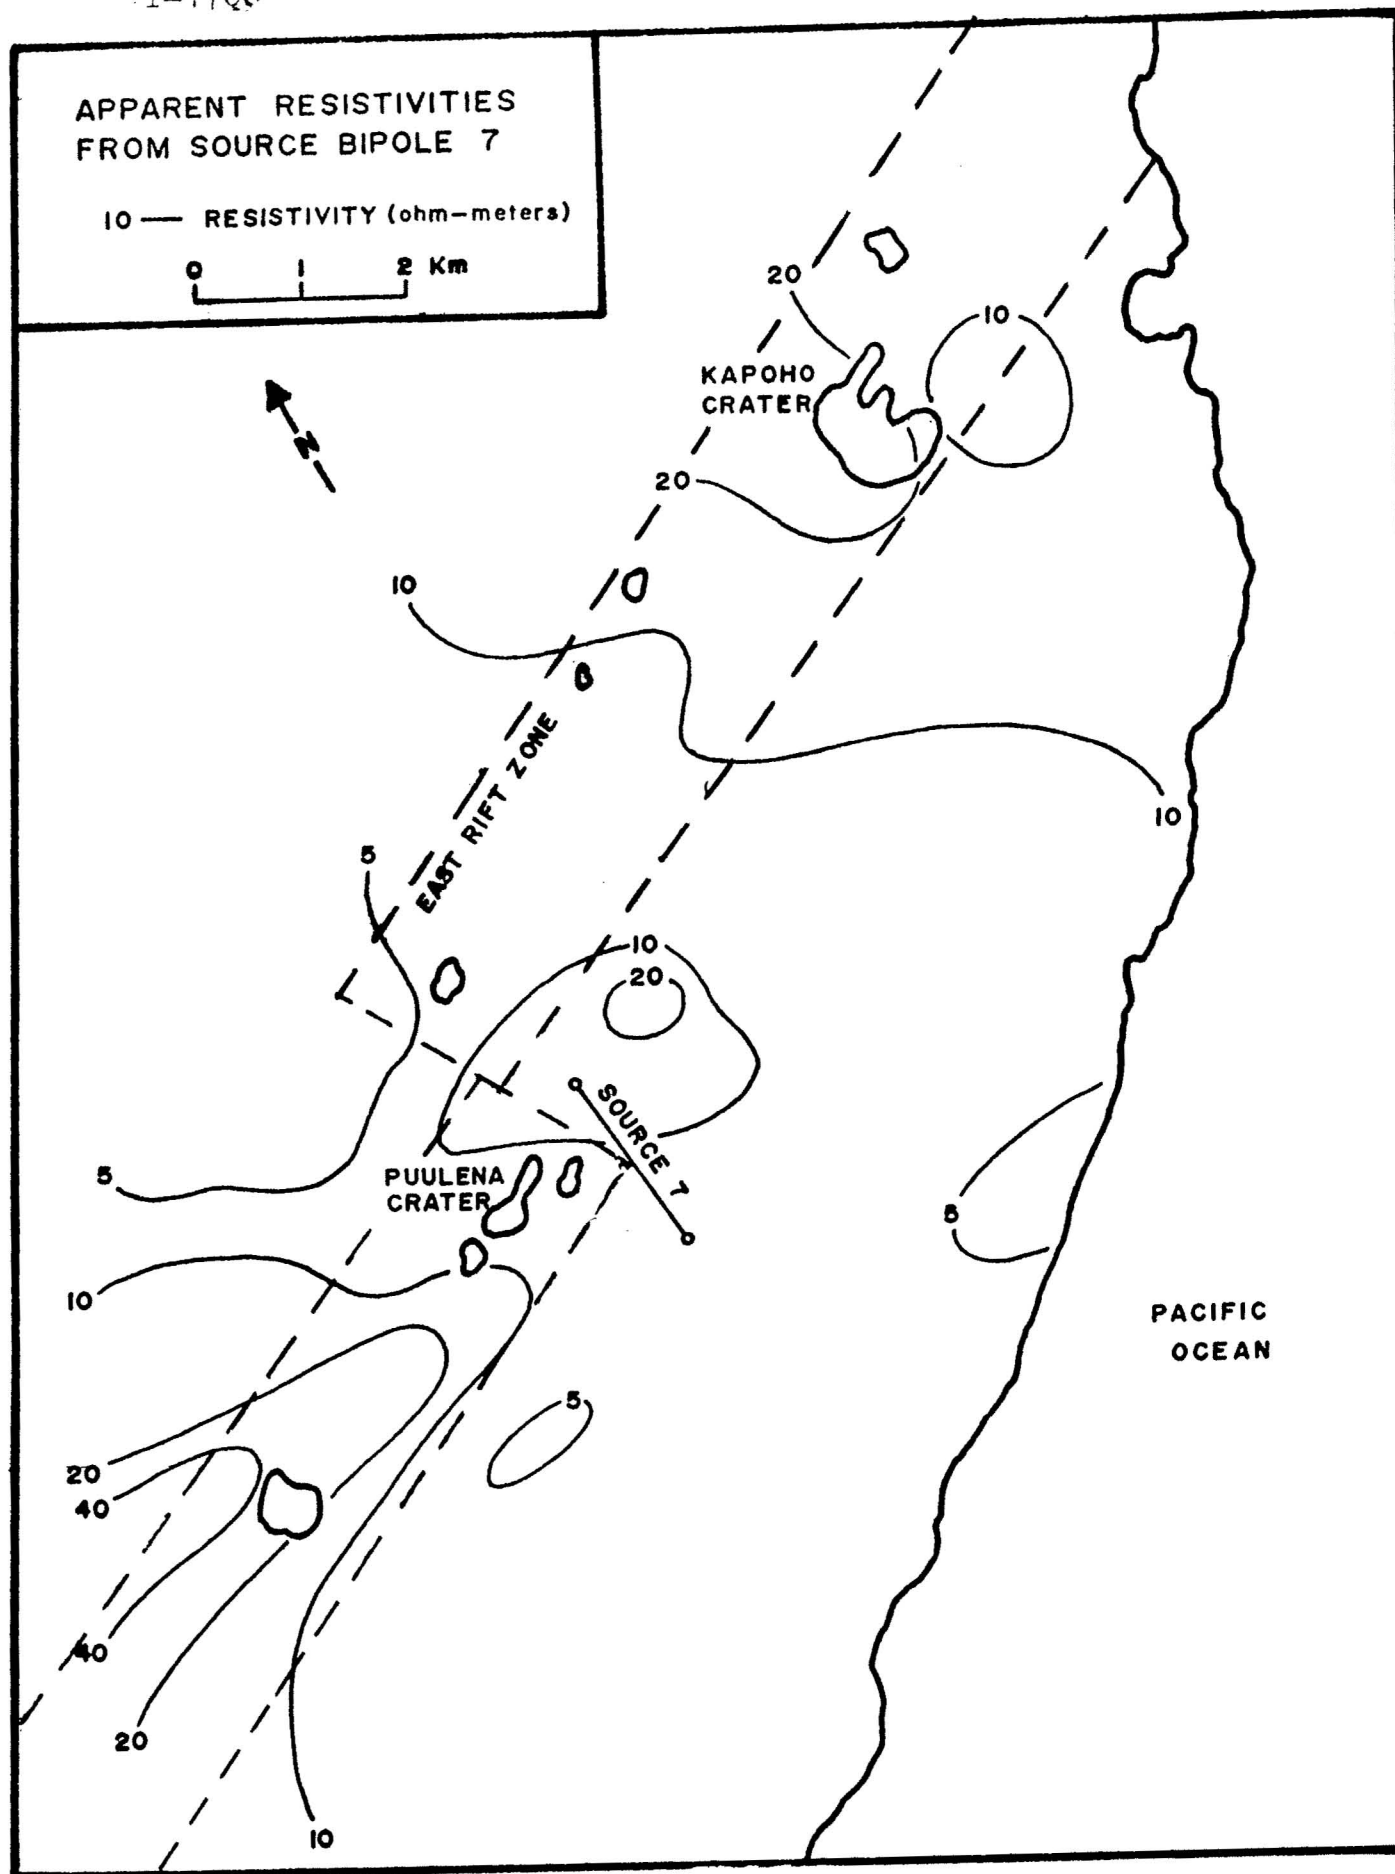 APPARENT RESISTIVITIES
FROM SOURCE BIPOLE 7
10 — RESISTIVITY (ohm-meters)
0 1 2 Km
N
20
10
KAPOHO
CRATER
20
10
EAST RIFT ZONE
10
5
10
20
SOURCE 7
5
PUULENA
CRATER
5
10
PACIFIC
OCEAN
5
20
40
40
20
10